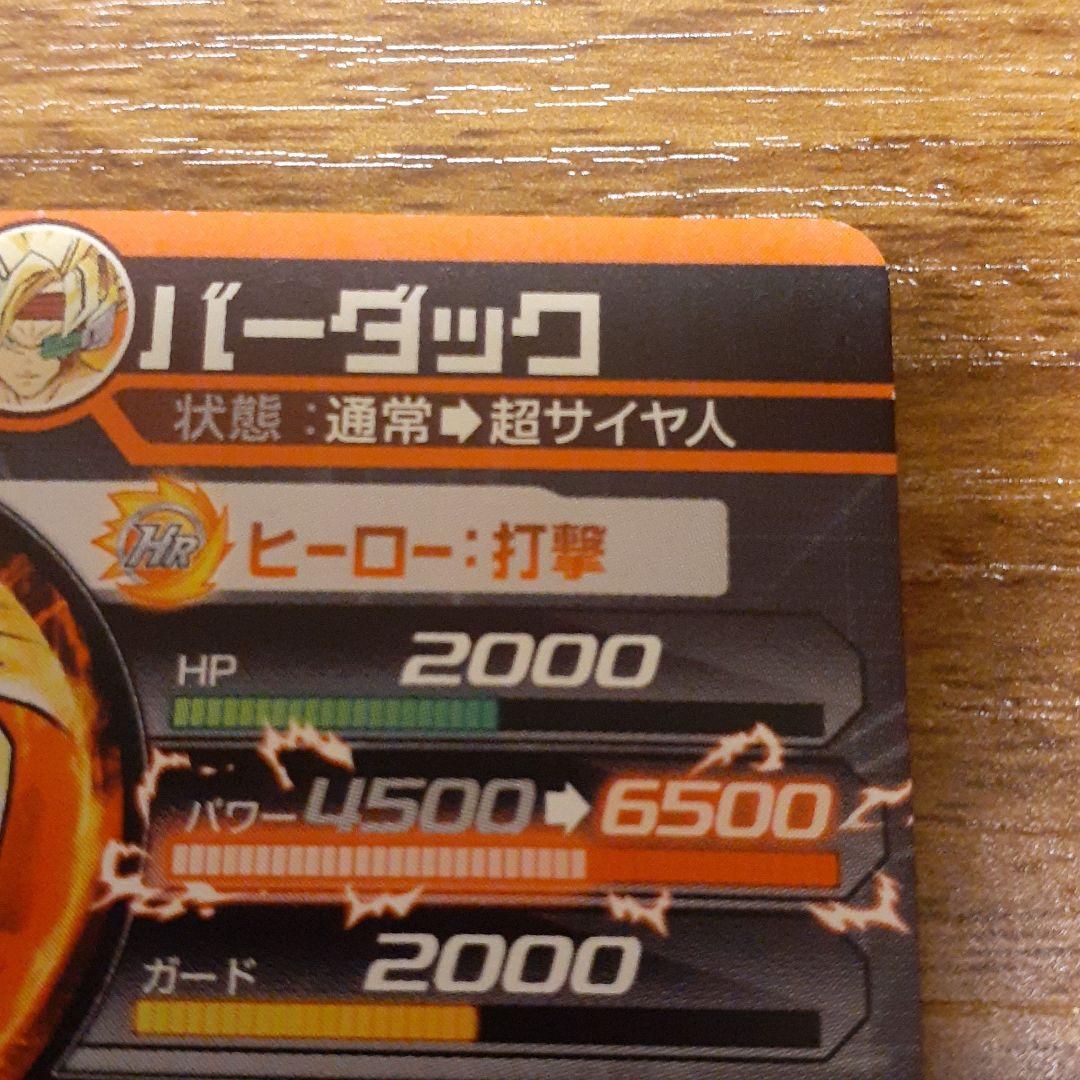 バーダック
状態：通常➡超サイヤ人
HR ヒーロー：打撃
HP 2000
パワー 4500➡6500
ガード 2000